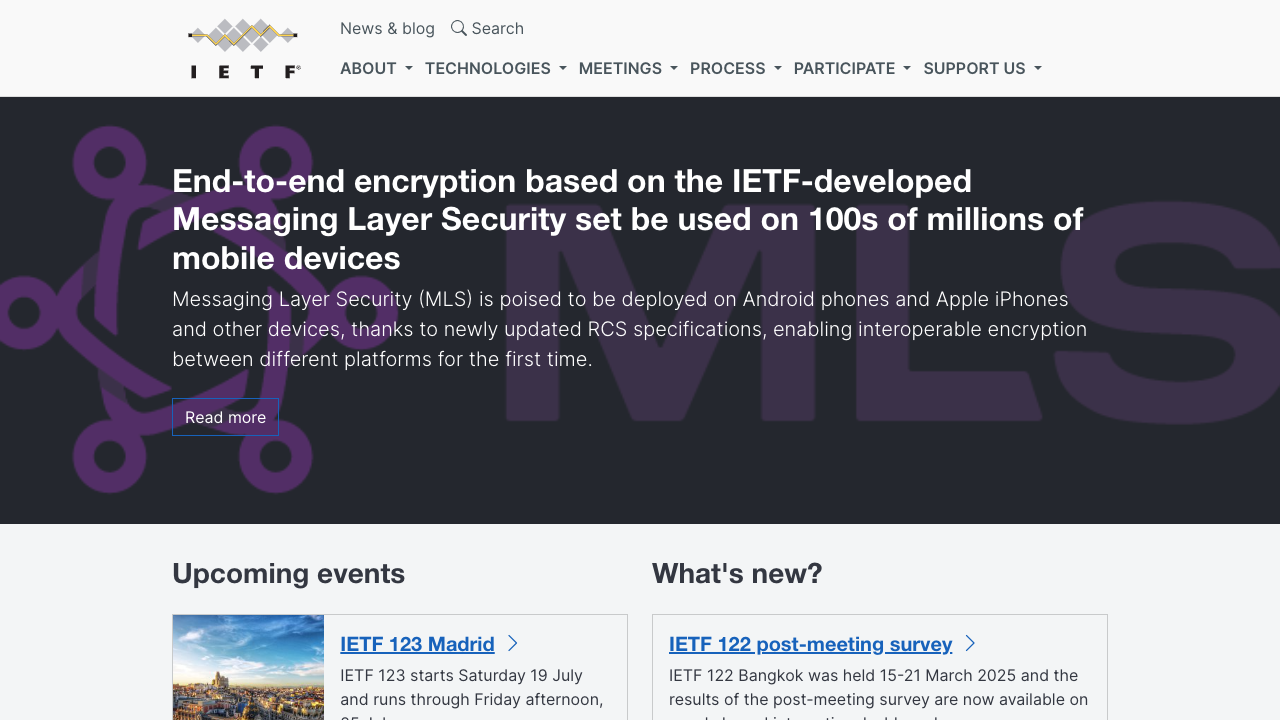 News & blog Search
IETF®
ABOUT TECHNOLOGIES MEETINGS PROCESS PARTICIPATE SUPPORT US
MLS
End-to-end encryption based on the IETF-developed
Messaging Layer Security set be used on 100s of millions of
mobile devices
Messaging Layer Security (MLS) is poised to be deployed on Android phones and Apple iPhones
and other devices, thanks to newly updated RCS specifications, enabling interoperable encryption
between different platforms for the first time.
Read more
Upcoming events
IETF 123 Madrid
IETF 123 starts Saturday 19 July
and runs through Friday afternoon,
What's new?
IETF 122 post-meeting survey
IETF 122 Bangkok was held 15-21 March 2025 and the
results of the post-meeting survey are now available on